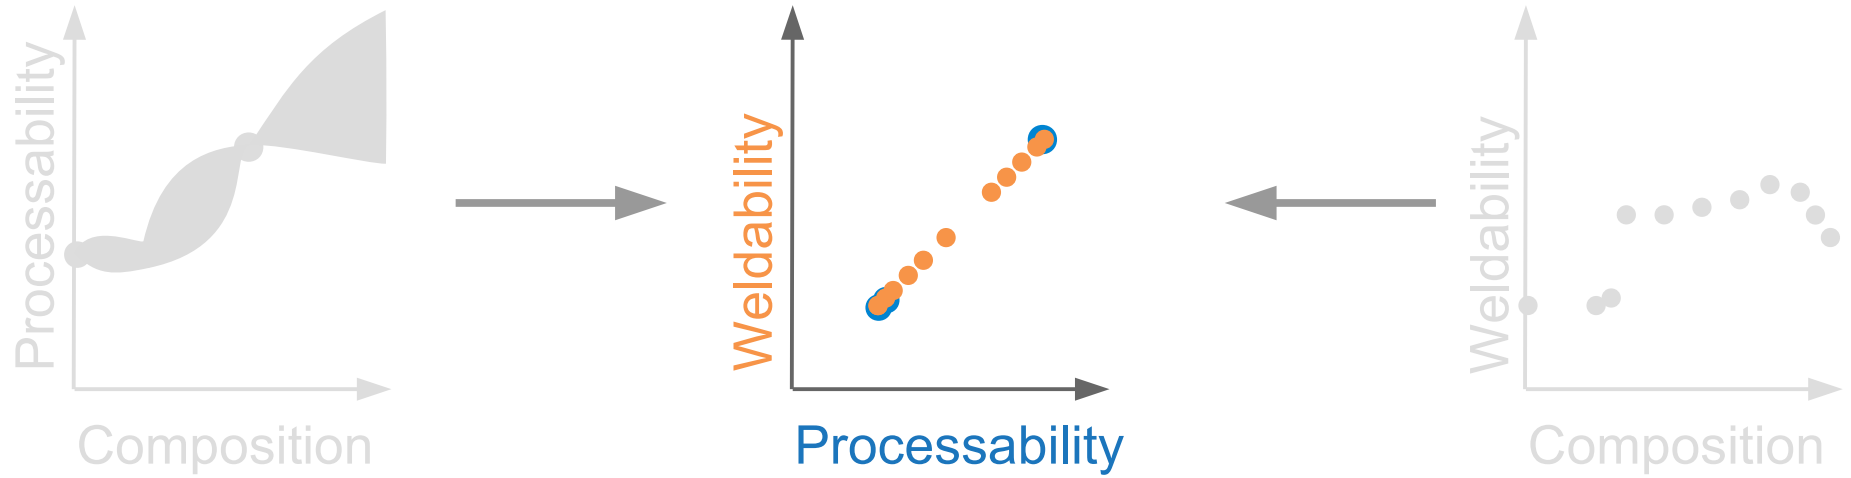 Processability
Composition
Weldability
Processability
Weldability
Composition